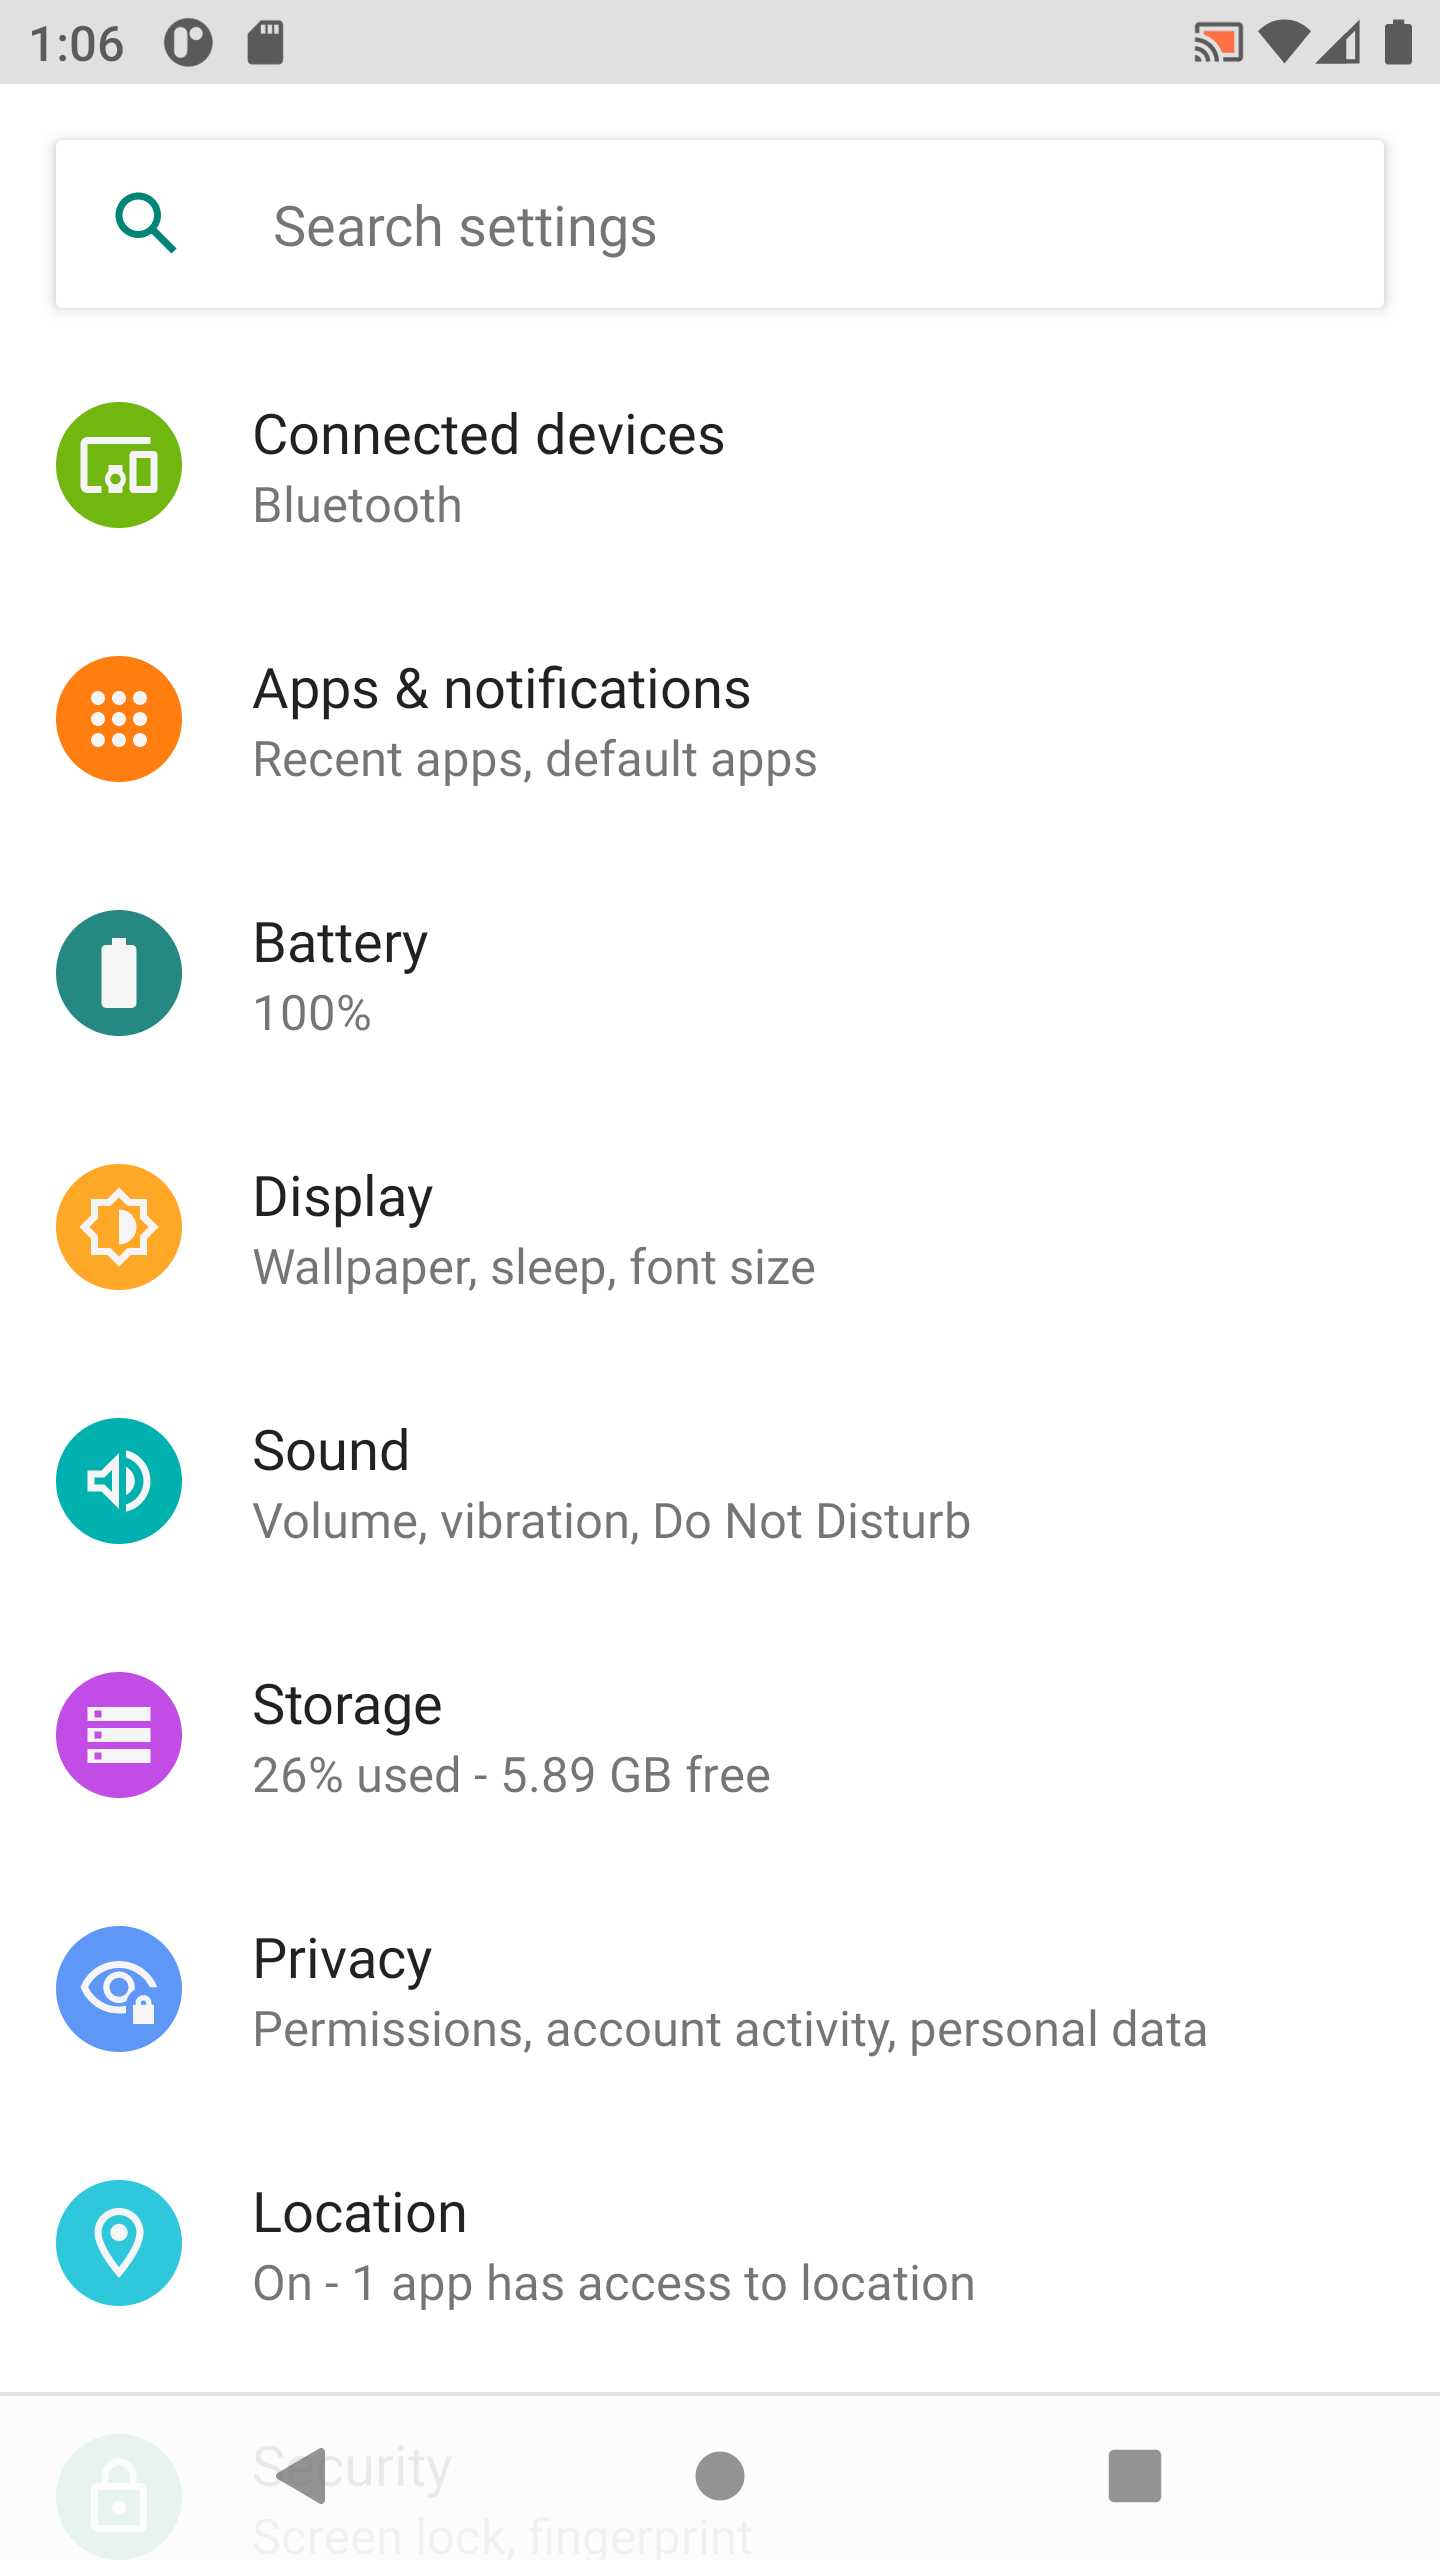 1:06
Search settings
Connected devices
Bluetooth
Apps & notifications
Recent apps, default apps
Battery
100%
Display
Wallpaper, sleep, font size
Sound
Volume, vibration, Do Not Disturb
Storage
26% used - 5.89 GB free
Privacy
Permissions, account activity, personal data
Location
On - 1 app has access to location
Security
Screen lock, fingerprint